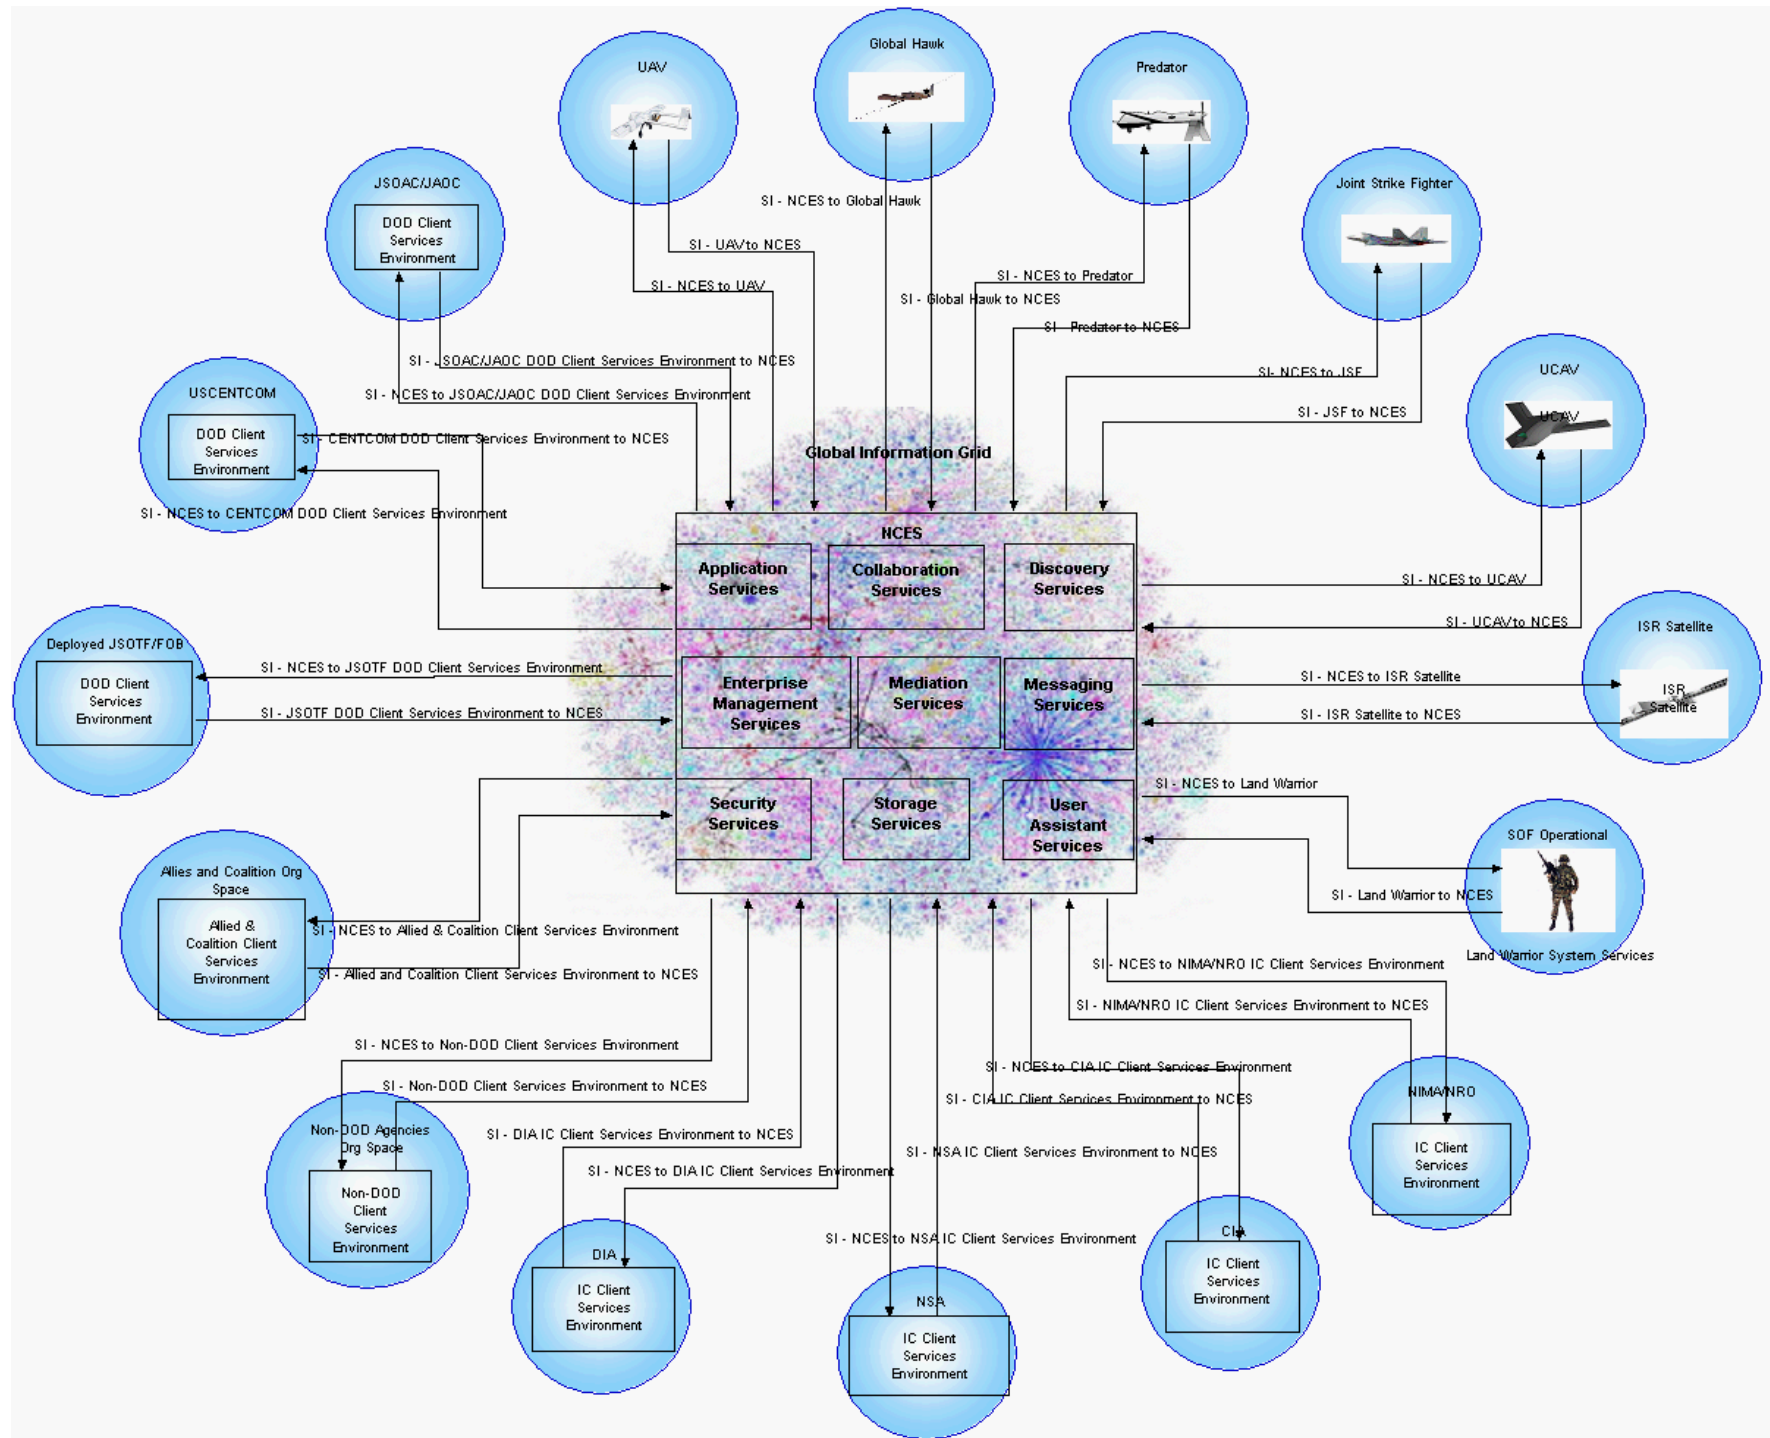 Global Hawk
UAV
Predator
JSOAC/JAOC
DOD Client
Services
Environment
Joint Strike Fighter
SI - NCES to Global Hawk
SI - UAV to NCES
SI - NCES to UAV
SI - NCES to Predator
SI - Global Hawk to NCES
SI - Predator to NCES
SI - JSOAC/JAOC DOD Client Services Environment to NCES
SI - NCES to JSOAC/JAOC DOD Client Services Environment
SI- NCES to JSF
SI - JSF to NCES
UCAV
UCAV
USCENTCOM
DOD Client
Services
Environment
SI - CENTCOM DOD Client Services Environment to NCES
SI - NCES to CENTCOM DOD Client Services Environment
Global Information Grid
NCES
Application
Services
Collaboration
Services
Discovery
Services
SI - NCES to UCAV
SI - UCAV to NCES
Deployed JSOTF/FOB
DOD Client
Services
Environment
SI - NCES to JSOTF DOD Client Services Environment
SI - JSOTF DOD Client Services Environment to NCES
Enterprise
Management
Services
Mediation
Services
Messaging
Services
SI - NCES to ISR Satellite
SI - ISR Satellite to NCES
ISR Satellite
ISR
Satellite
Security
Services
Storage
Services
User
Assistant
Services
SI - NCES to Land Warrior
SI - Land Warrior to NCES
SOF Operational
Land Warrior System Services
Allies and Coalition Org
Space
Allied &
Coalition Client
Services
Environment
SI - NCES to Allied & Coalition Client Services Environment
SI - Allied and Coalition Client Services Environment to NCES
SI - NCES to NIMA/NRO IC Client Services Environment
SI - NIMA/NRO IC Client Services Environment to NCES
SI - NCES to Non-DOD Client Services Environment
SI - Non-DOD Client Services Environment to NCES
SI - NCES to CIA IC Client Services Environment
SI - CIA IC Client Services Environment to NCES
SI - DIA IC Client Services Environment to NCES
SI - NCES to DIA IC Client Services Environment
SI - NSA IC Client Services Environment to NCES
SI - NCES to NSA IC Client Services Environment
Non-DOD Agencies
Org Space
Non-DOD
Client
Services
Environment
DIA
IC Client
Services
Environment
NSA
IC Client
Services
Environment
CIA
IC Client
Services
Environment
NIMA/NRO
IC Client
Services
Environment